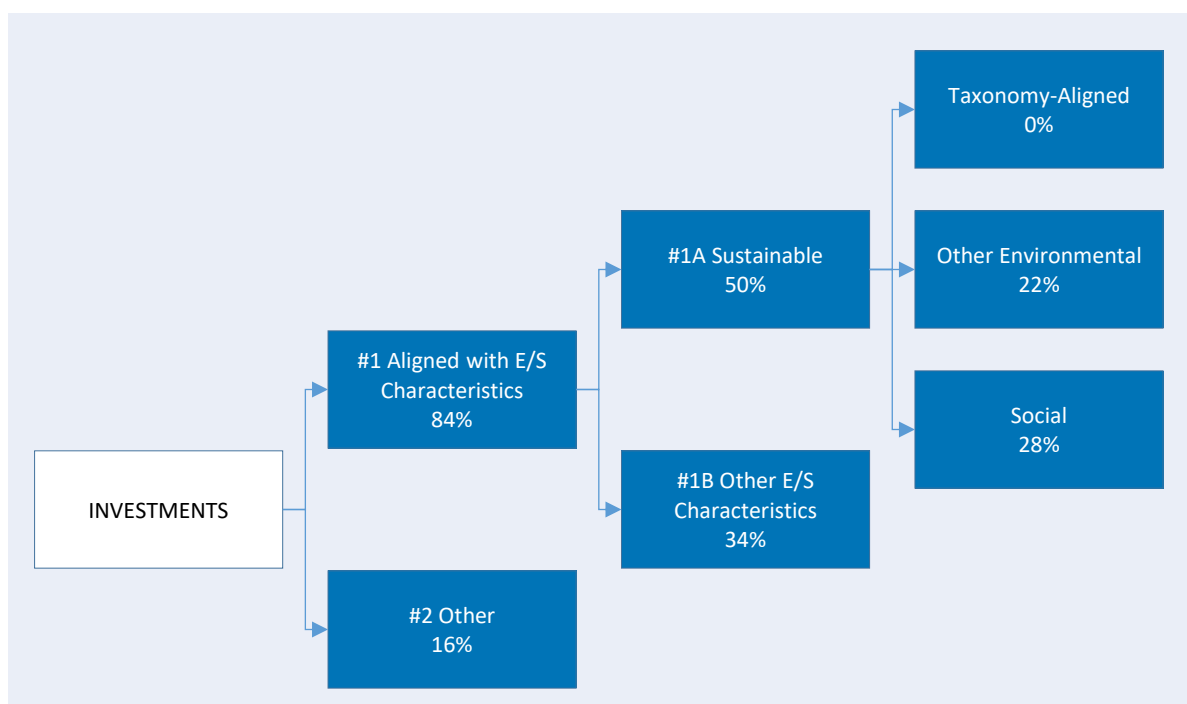 INVESTMENTS
#1 Aligned with E/S
Characteristics
84%
#2 Other
16%
#1A Sustainable
50%
#1B Other E/S
Characteristics
34%
Taxonomy-Aligned
0%
Other Environmental
22%
Social
28%